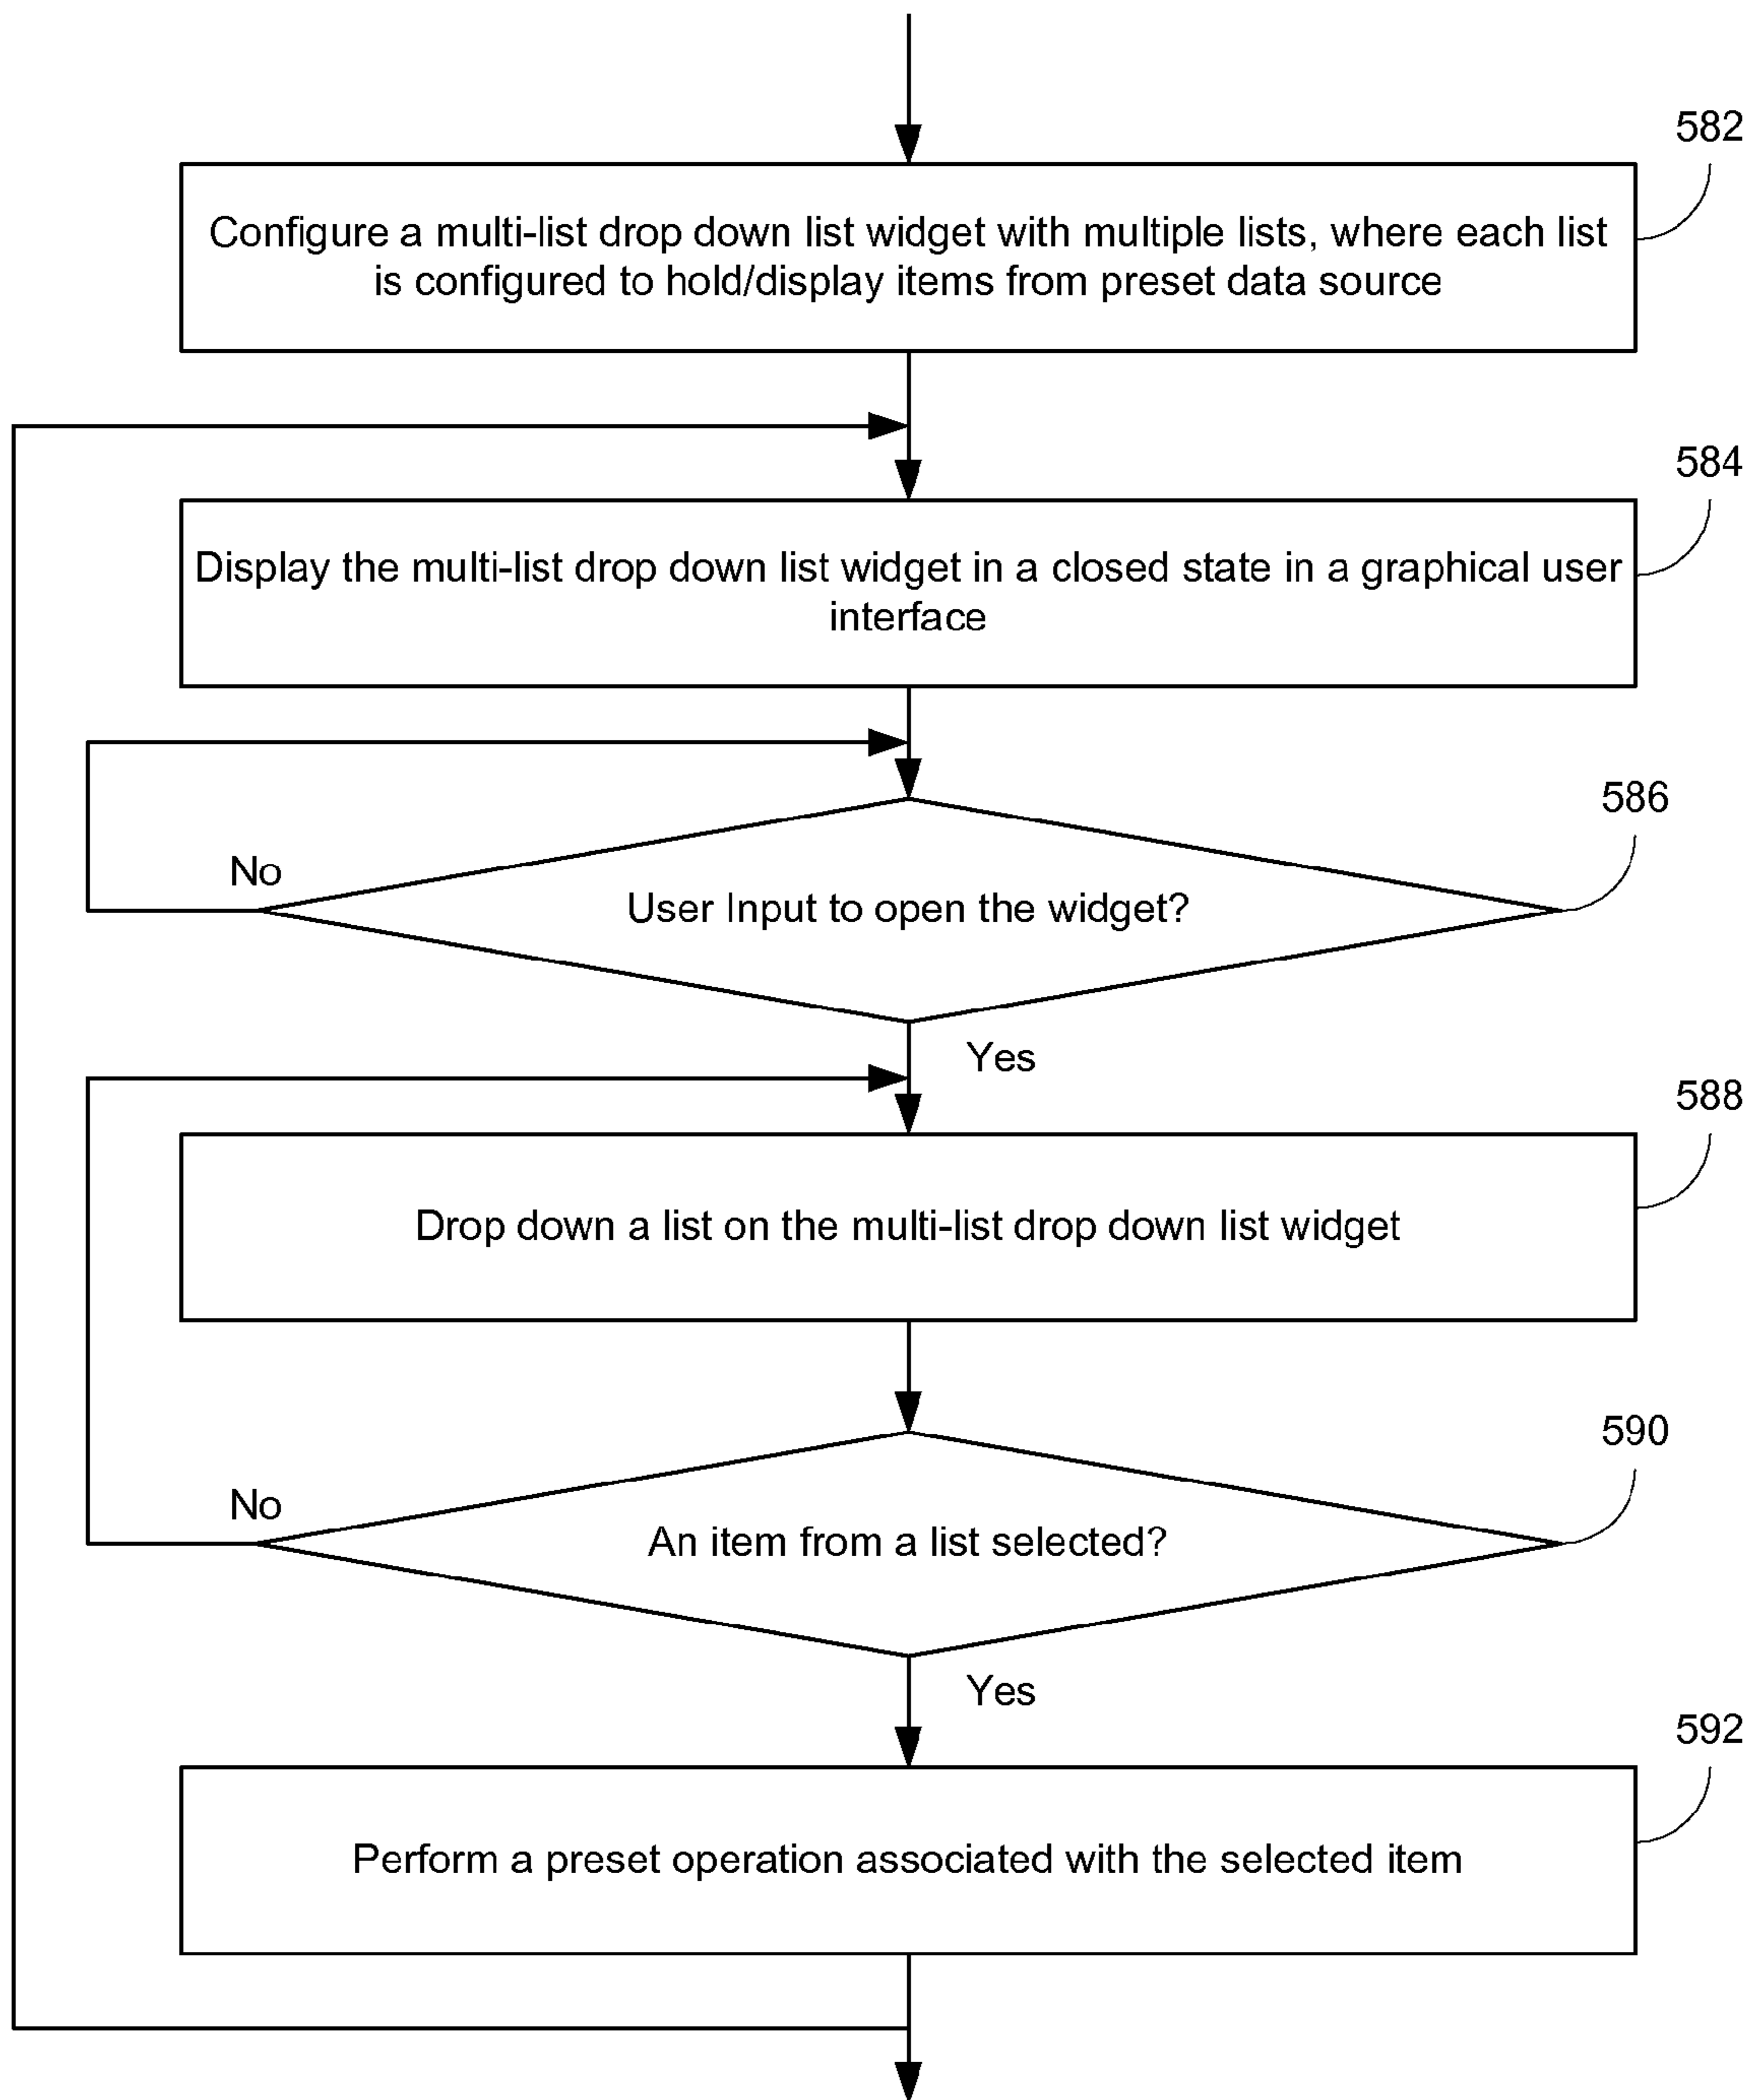 582
Configure a multi-list drop down list widget with multiple lists, where each list
is configured to hold/display items from preset data source
584
Display the multi-list drop down list widget in a closed state in a graphical user
interface
586
No
User Input to open the widget?
Yes
588
Drop down a list on the multi-list drop down list widget
590
No
An item from a list selected?
Yes
592
Perform a preset operation associated with the selected item